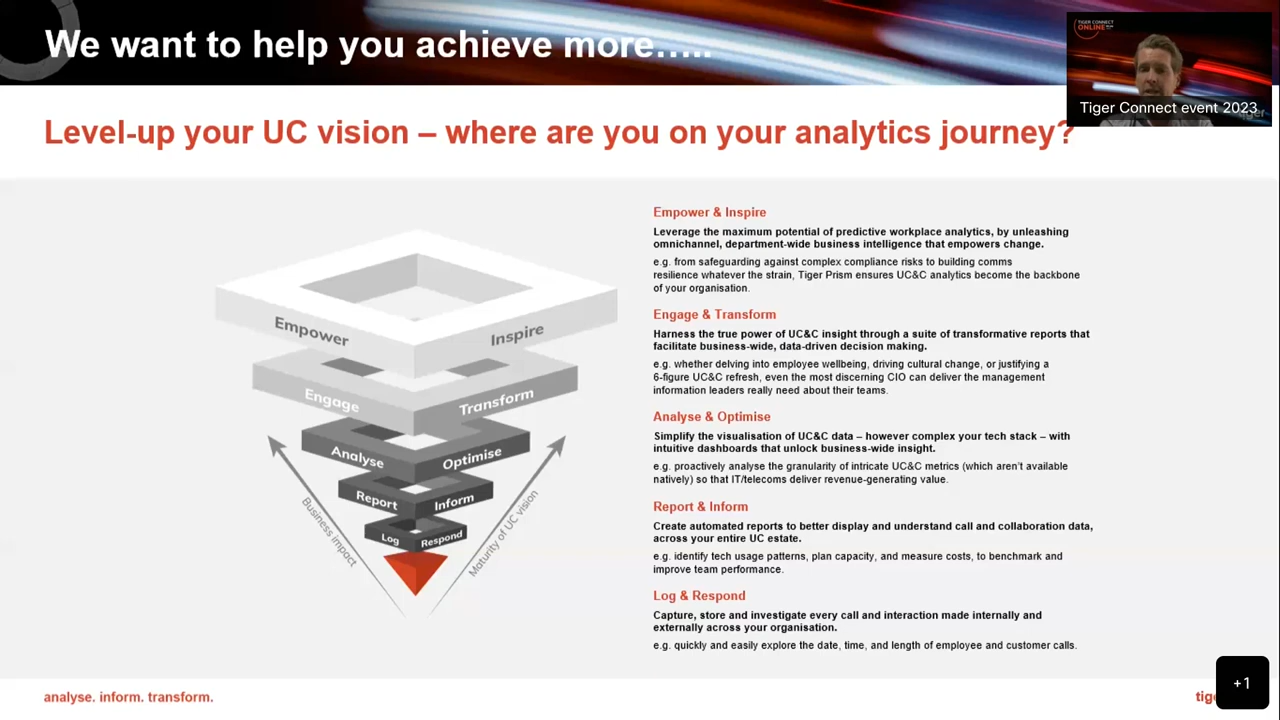 We want to help you achieve more…..
TIGER CONNECT
ONLINE
Tiger Connect event 2023
Level-up your UC vision – where are you on your analytics journey?
Empower
Inspire
Engage
Transform
Analyse
Optimise
Report
Inform
Log
Respond
Business impact
Maturity of UC vision
Empower & Inspire
Leverage the maximum potential of predictive workplace analytics, by unleashing
omnichannel, department-wide business intelligence that empowers change.
e.g. from safeguarding against complex compliance risks to building comms
resilience whatever the strain, Tiger Prism ensures UC&C analytics become the backbone
of your organisation.
Engage & Transform
Harness the true power of UC&C insight through a suite of transformative reports that
facilitate business-wide, data-driven decision making.
e.g. whether delving into employee wellbeing, driving cultural change, or justifying a
6-figure UC&C refresh, even the most discerning CIO can deliver the management
information leaders really need about their teams.
Analyse & Optimise
Simplify the visualisation of UC&C data – however complex your tech stack – with
intuitive dashboards that unlock business-wide insight.
e.g. proactively analyse the granularity of intricate UC&C metrics (which aren't available
natively) so that IT/telecoms deliver revenue-generating value.
Report & Inform
Create automated reports to better display and understand call and collaboration data,
across your entire UC estate.
e.g. identify tech usage patterns, plan capacity, and measure costs, to benchmark and
improve team performance.
Log & Respond
Capture, store and investigate every call and interaction made internally and
externally across your organisation.
e.g. quickly and easily explore the date, time, and length of employee and customer calls.
analyse. inform. transform.
+1